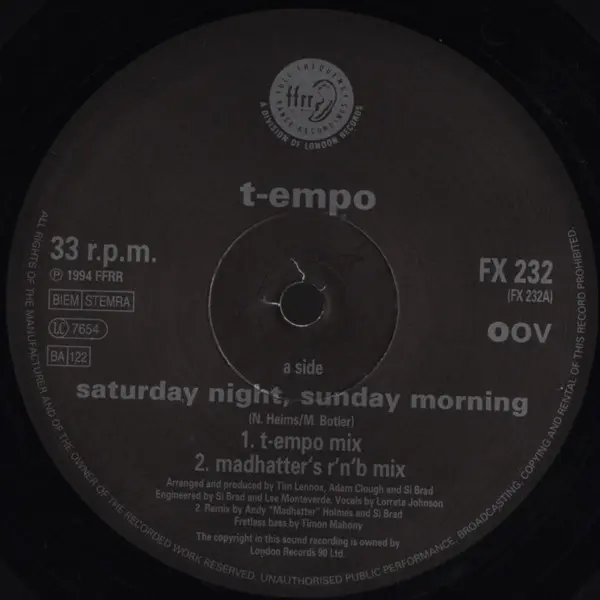 FULL FREQUENCY
RANGE RECORDINGS
ffrr
A DIVISION OF LONDON RECORDS
t-empo
33 r.p.m.
℗ 1994 FFRR
BIEM STEMRA
LC 7654
BA 122
FX 232
(FX 232A)
OOV
a side
saturday night, sunday morning
(N. Heims/M. Botier)
1. t-empo mix
2. madhatter's r'n'b mix
Arranged and produced by Tim Lennox, Adam Clough and Si Brad
Engineered by Si Brad and Lee Monteverde. Vocals by Lorreta Johnson
2. Remix by Andy "Madhatter" Holmes and Si Brad
Fretless bass by Timon Mahony
The copyright in this sound recording is owned by
London Records 90 Ltd.
ALL RIGHTS OF THE MANUFACTURER AND OF THE OWNER OF THE RECORDED WORK RESERVED. UNAUTHORISED PUBLIC PERFORMANCE, BROADCASTING, COPYING AND RENTAL OF THIS RECORD PROHIBITED.